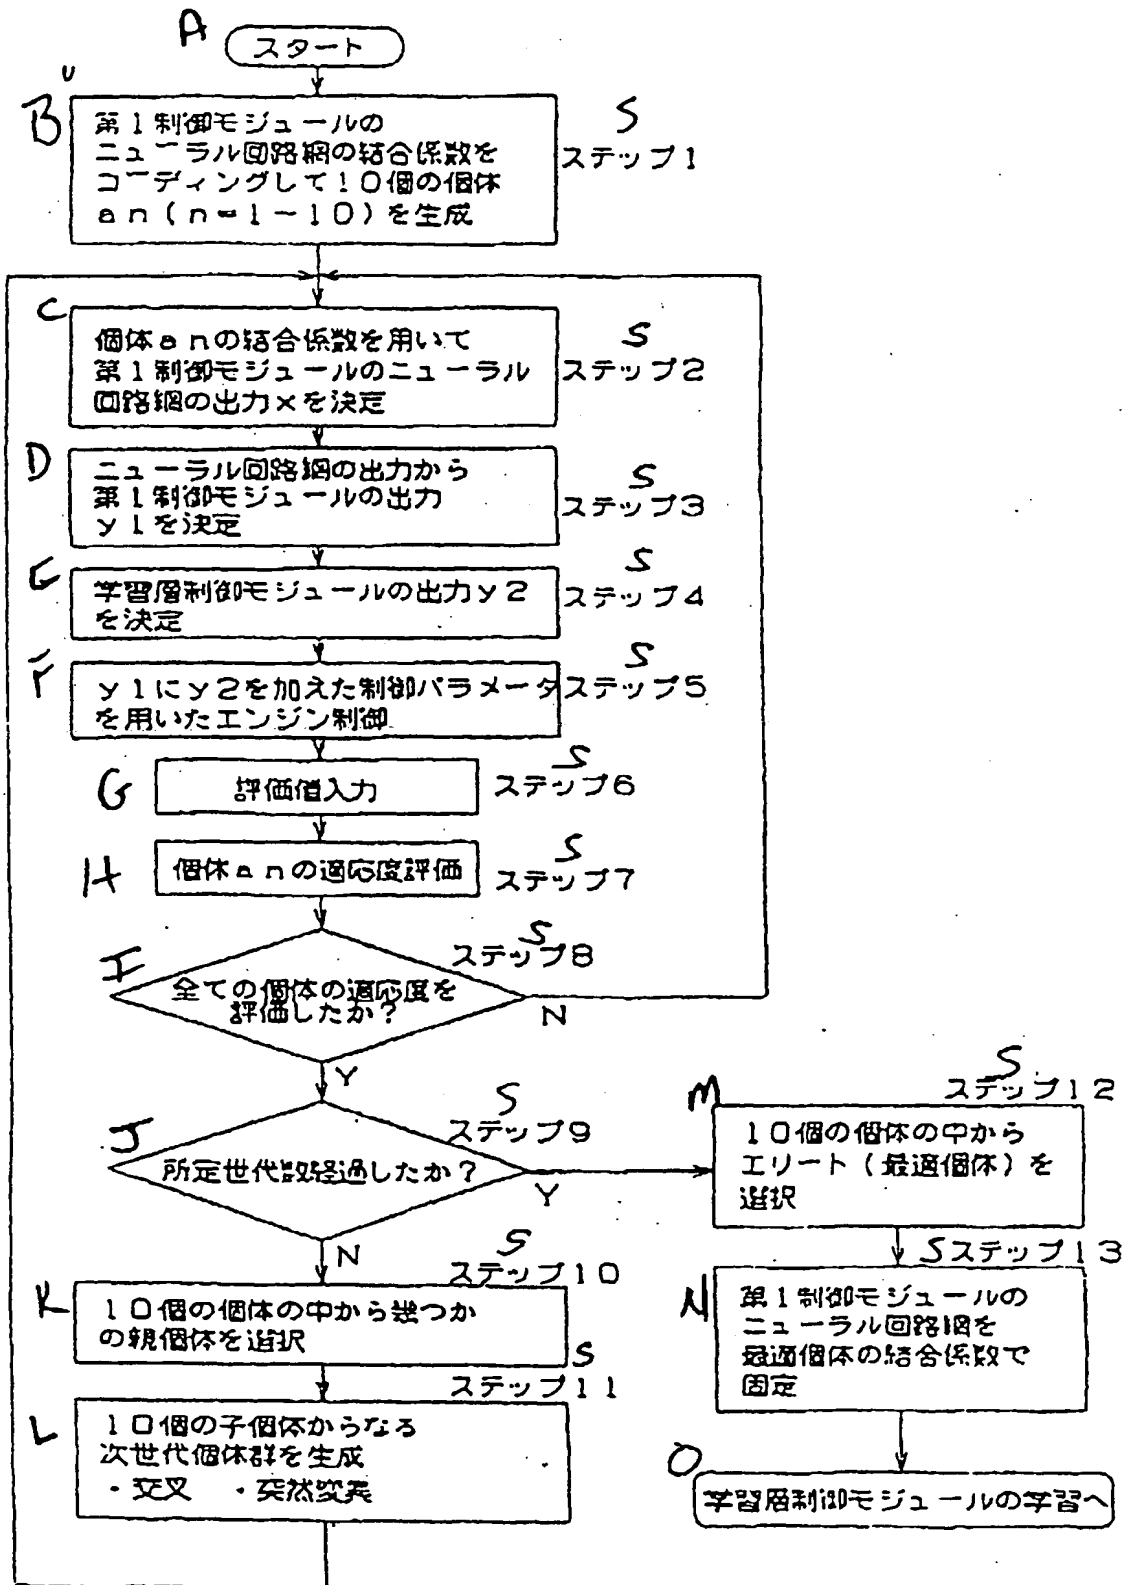 A
スタート
B
第1制御モジュールの
ニューラル回路網の結合係数を
コーディングして10個の個体
an(n=1~10)を生成
S
ステップ1
C
個体anの結合係数を用いて
第1制御モジュールのニューラル
回路網の出力xを決定
S
ステップ2
D
ニューラル回路網の出力から
第1制御モジュールの出力
y1を決定
S
ステップ3
E
学習層制御モジュールの出力y2
を決定
S
ステップ4
F
y1にy2を加えた制御パラメータ
を用いたエンジン制御
S
ステップ5
G
評価値入力
S
ステップ6
H
個体anの適応度評価
S
ステップ7
I
全ての個体の適応度を
評価したか?
S
ステップ8
N
Y
J
所定世代数経過したか?
S
ステップ9
Y
N
K
10個の個体の中から幾つか
の親個体を選択
S
ステップ10
L
10個の子個体からなる
次世代個体群を生成
・交叉 ・突然変異
S
ステップ11
M
10個の個体の中から
エリート(最適個体)を
選択
S
ステップ12
N
第1制御モジュールの
ニューラル回路網を
最適個体の結合係数で
固定
Sステップ13
O
学習層制御モジュールの学習へ